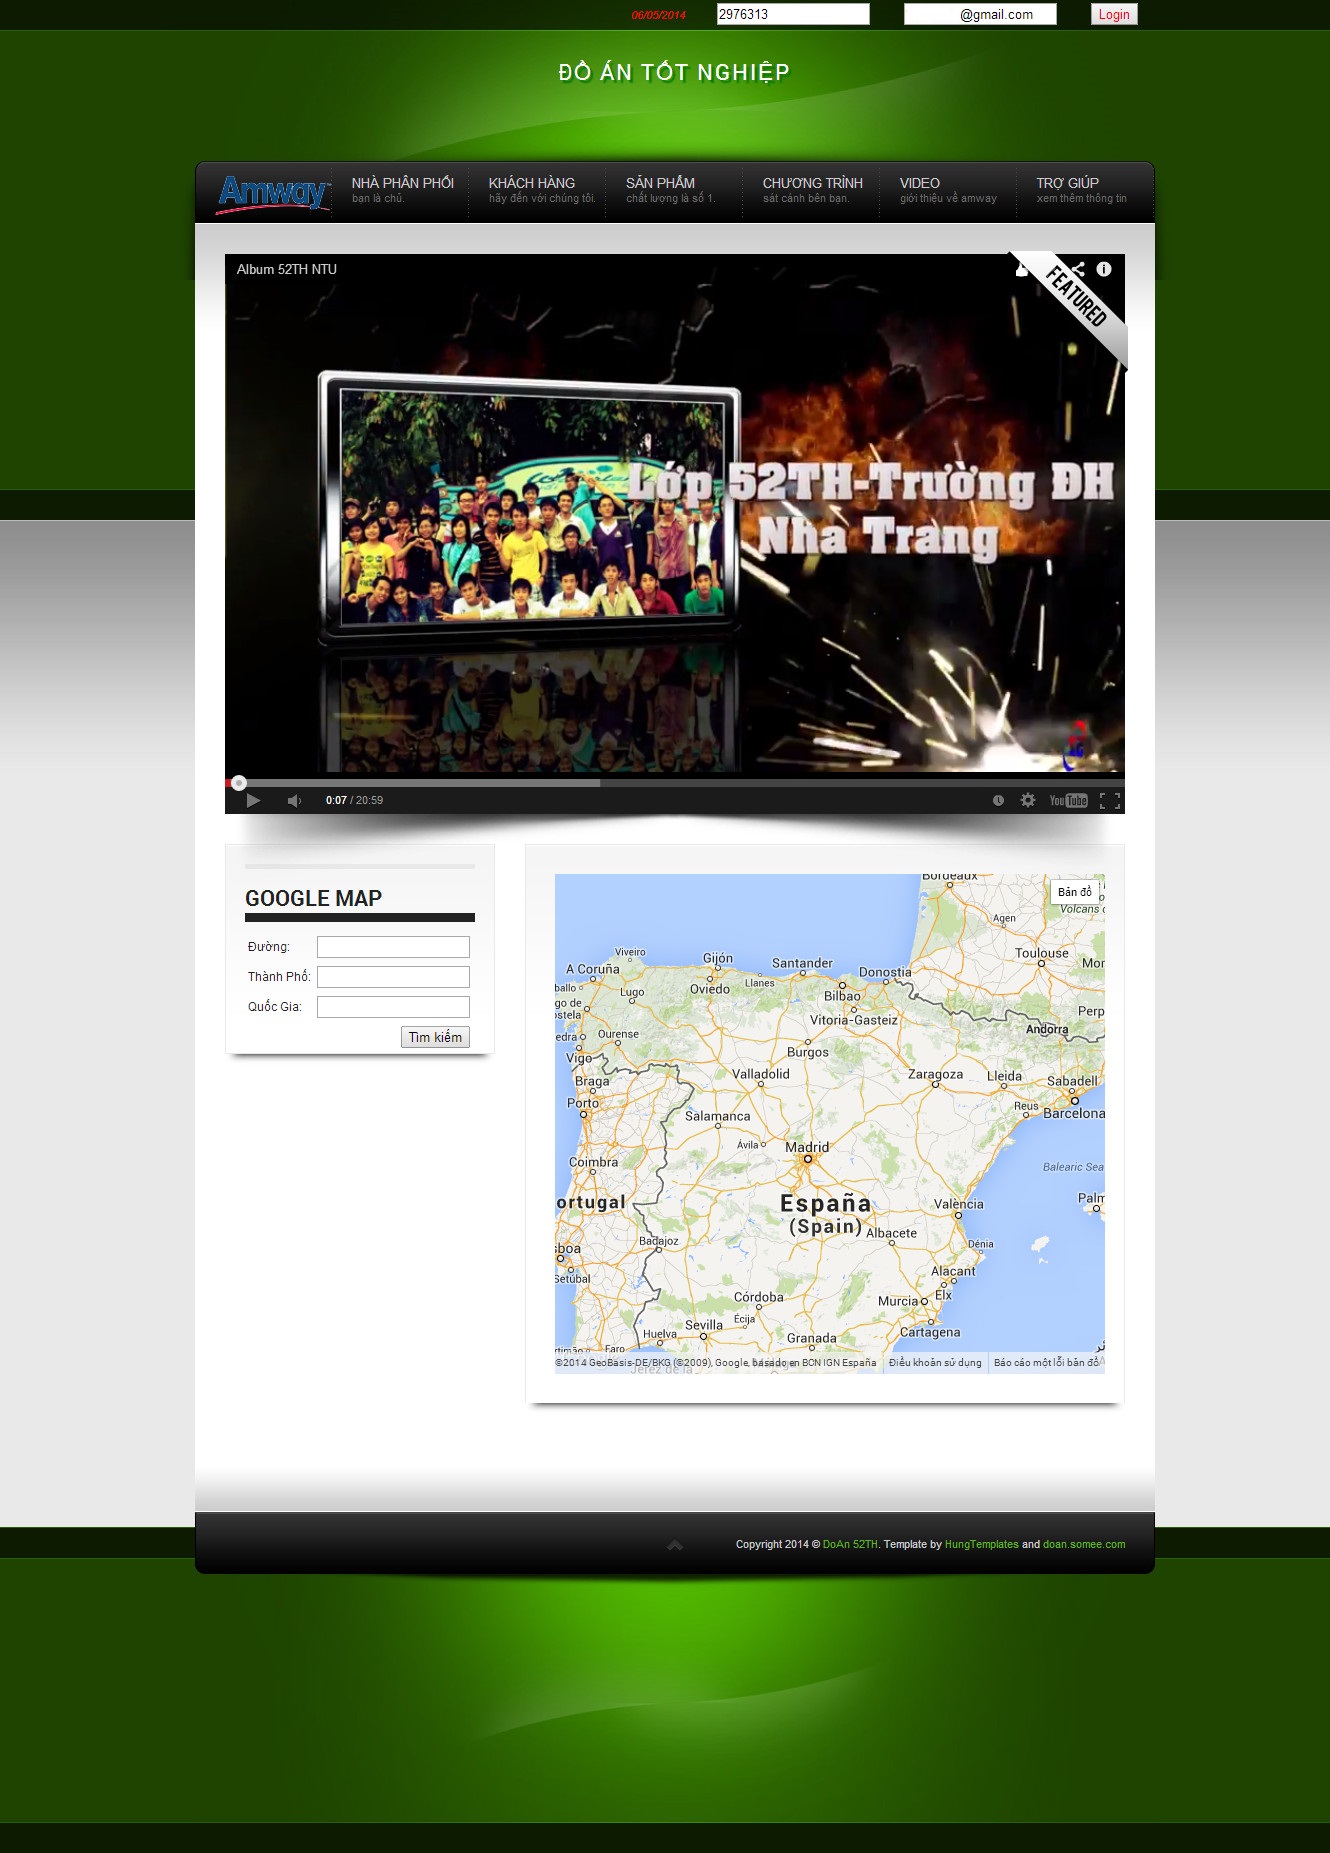 06/05/2014
2976313
@gmail.com
Login
ĐỒ ÁN TỐT NGHIỆP
Amway
NHÀ PHÂN PHỐI
bạn là chủ.
KHÁCH HÀNG
hãy đến với chúng tôi.
SẢN PHẨM
chất lượng là số 1.
CHƯƠNG TRÌNH
sát cánh bên bạn.
VIDEO
giới thiệu về amway
TRỢ GIÚP
xem thêm thông tin
Album 52TH NTU
FEATURED
Lớp 52TH-Trường ĐH
Nha Trang
0:07 / 20:59
YouTube
GOOGLE MAP
Đường:
Thành Phố:
Quốc Gia:
Tìm kiếm
Bản đồ
Bordeaux
Volcans
Agen
Viveiro
Toulouse
Gijón
Santander
Mor
A Coruña
Donostia
Llanes
ballo
Lugo
Oviedo
Bilbao
go de
stela
Perp
Vitoria-Gasteiz
Andorra
edra
Ourense
Vigo
Burgos
Braga
Valladolid
Zaragoza
Lleida
Sabadell
Porto
Reus
Barcelona
Salamanca
Ávila
Madrid
Coimbra
Balearic Sea
ortugal
España
(Spain)
Valencia
Palm
Albacete
Badajoz
Dénia
sboa
Setúbal
Alacant
Elx
Córdoba
Murcia
Écija
Sevilla
Cartagena
Huelva
Granada
Faro
Jerez de la
©2014 GeoBasis-DE/BKG (©2009), Google, basado en BCN IGN España
Điều khoản sử dụng
Báo cáo một lỗi bản đồ
Copyright 2014 © DoAn 52TH. Template by HungTemplates and doan.somee.com